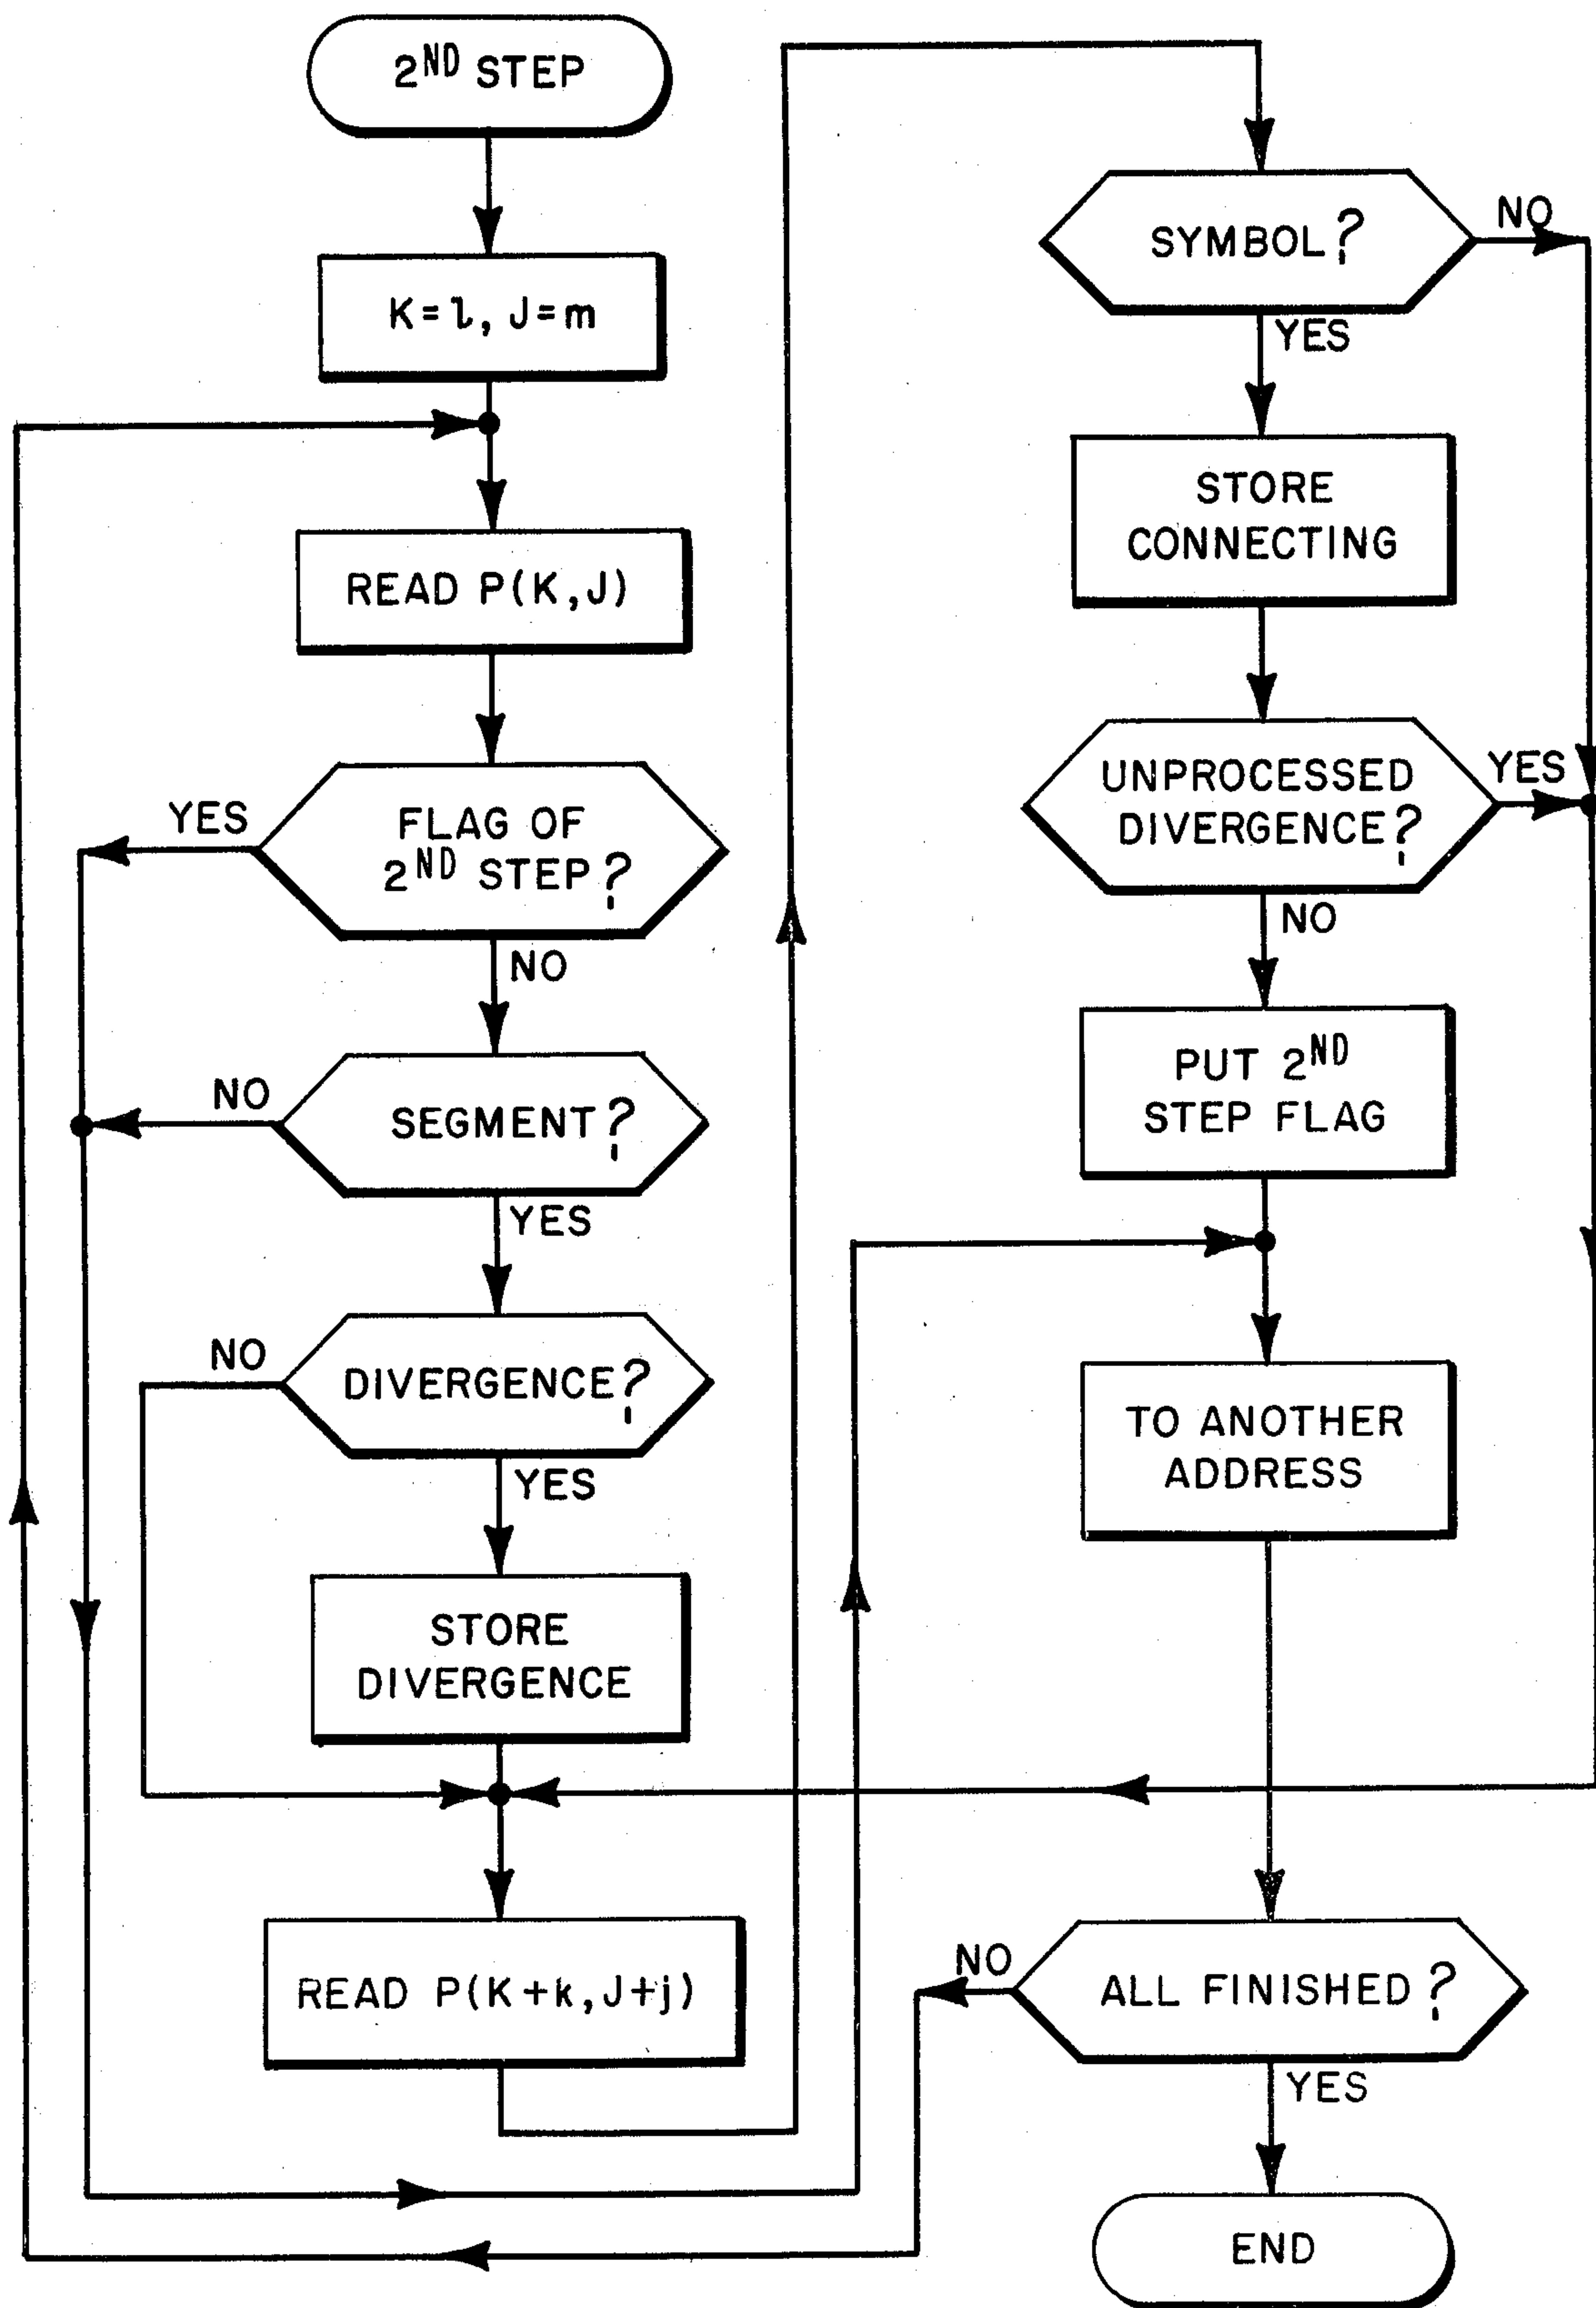 2ND STEP
K=l, J=m
READ P(K,J)
FLAG OF
2ND STEP?
YES
NO
SEGMENT?
NO
YES
DIVERGENCE?
NO
YES
STORE
DIVERGENCE
READ P(K+k,J+j)
SYMBOL?
NO
YES
STORE
CONNECTING
UNPROCESSED
DIVERGENCE?
YES
NO
PUT 2ND
STEP FLAG
TO ANOTHER
ADDRESS
ALL FINISHED?
NO
YES
END